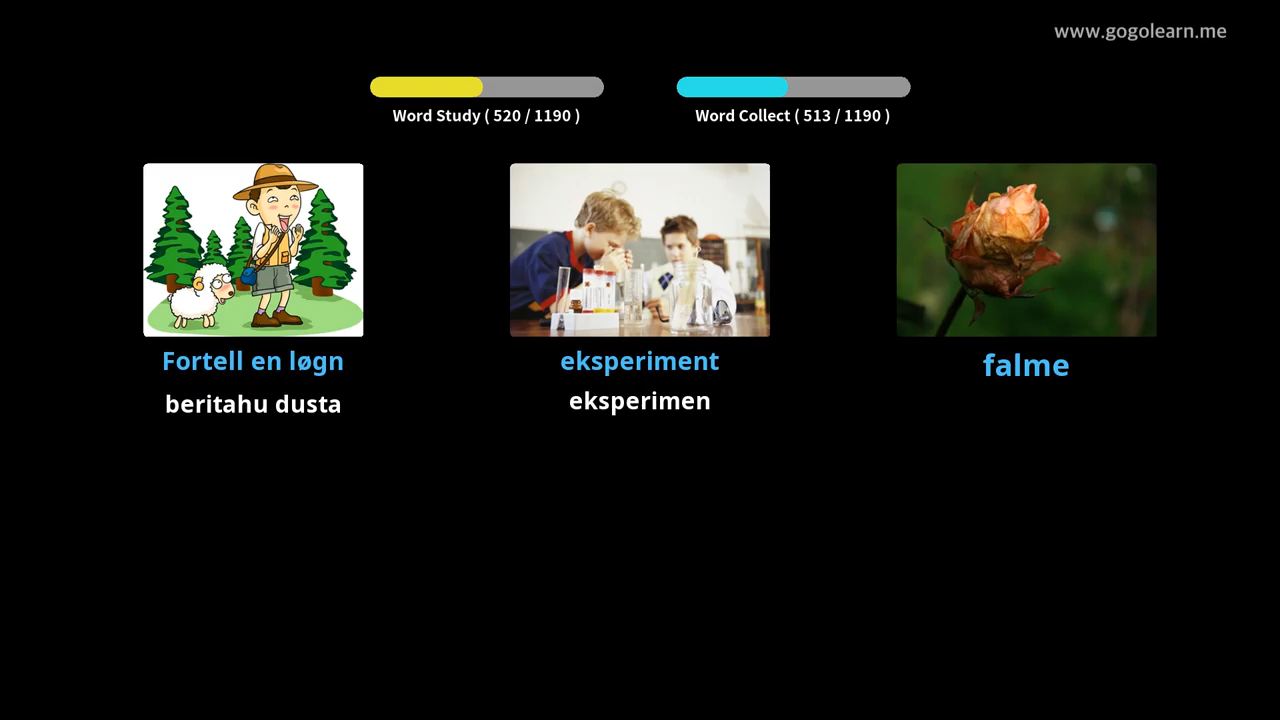 www.gogolearn.me
Word Study ( 520 / 1190 )
Word Collect ( 513 / 1190 )
Fortell en løgn
beritahu dusta
eksperiment
eksperimen
falme